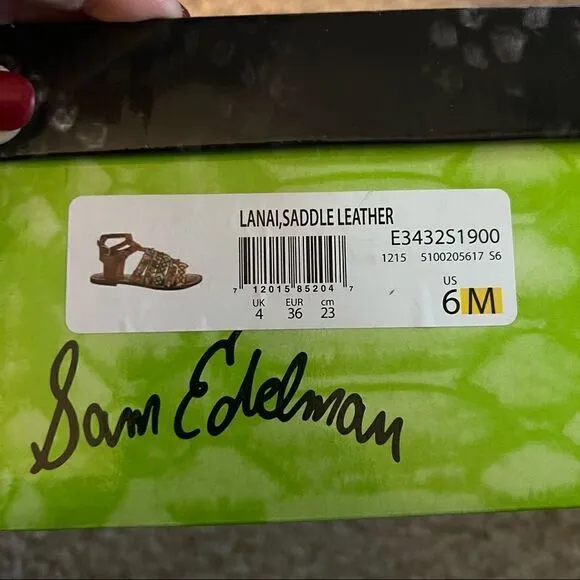 LANAI,SADDLE LEATHER
E3432S1900
1215 5100205617 S6
7 12015 85204 7
UK EUR cm
4 36 23
US
6 M
Sam Edelman